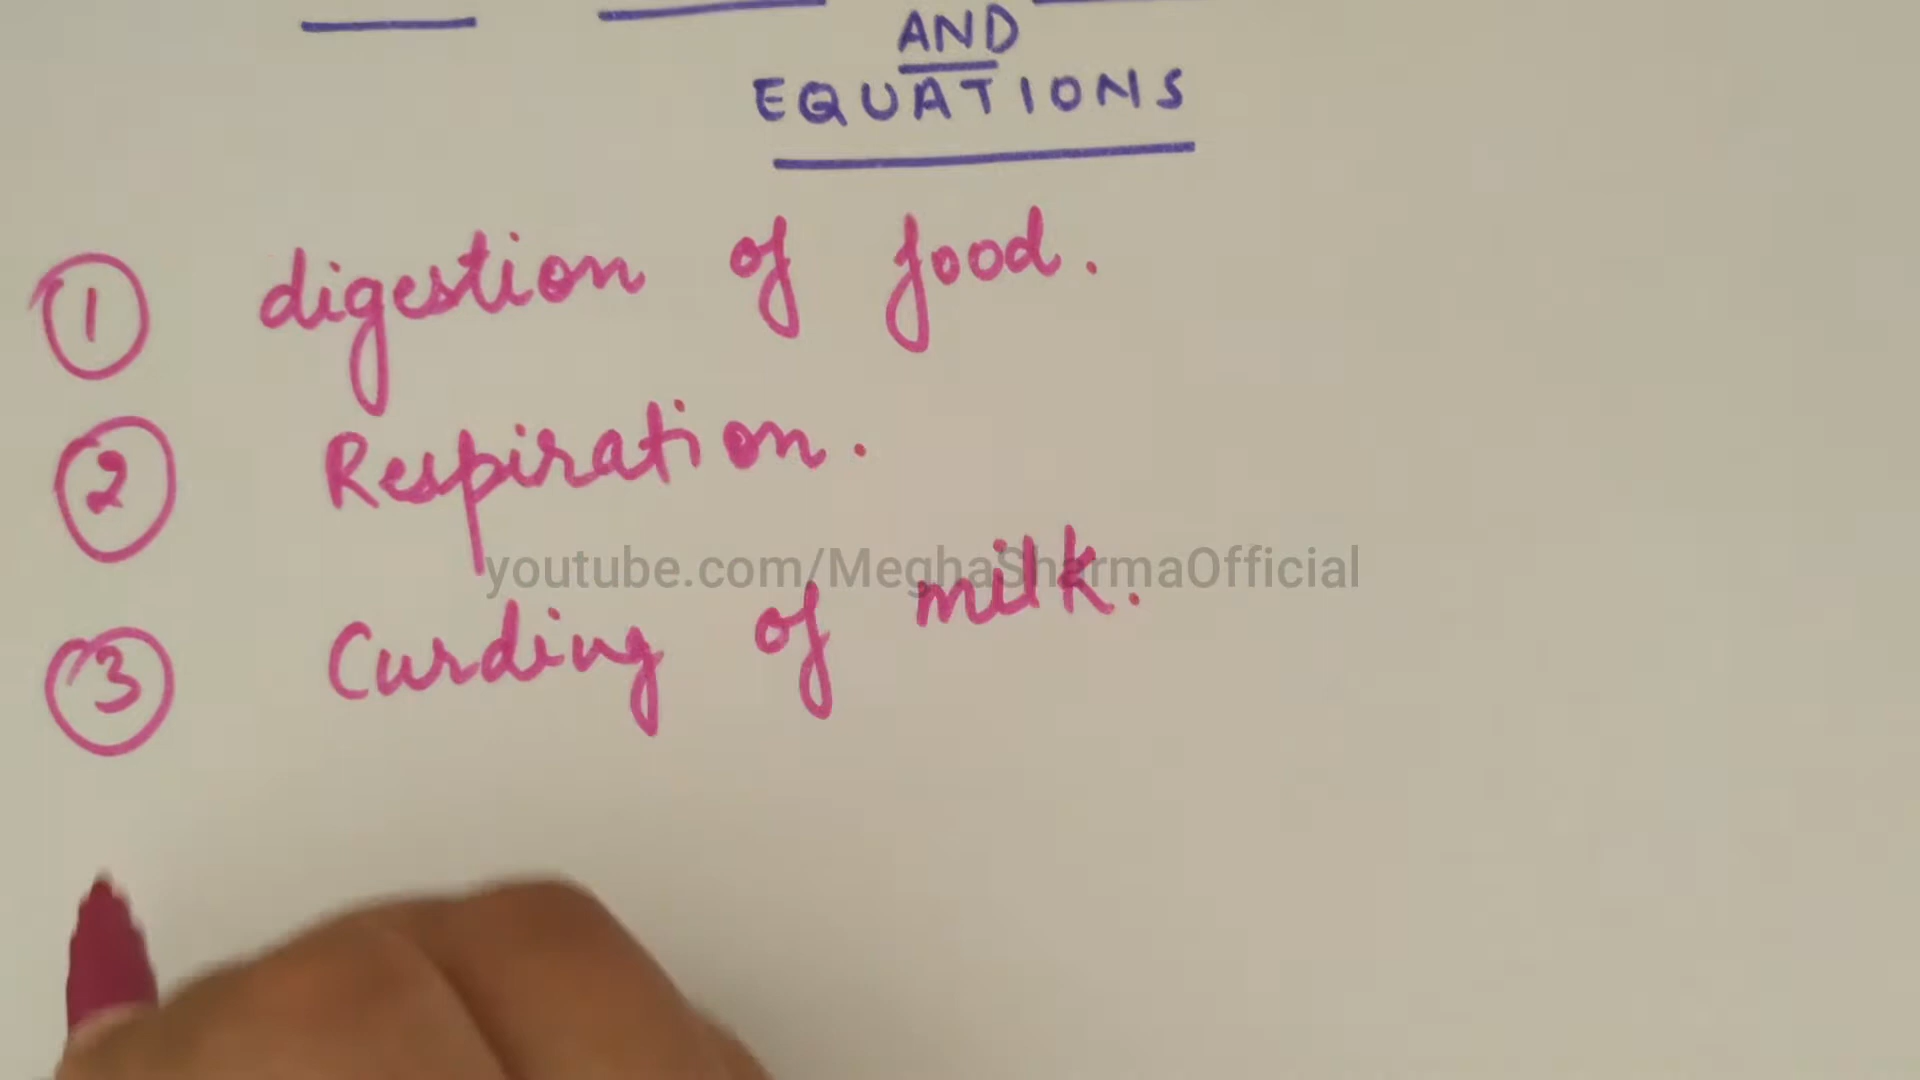 AND
EQUATIONS
1 digestion of food.
2 Respiration.
youtube.com/MeghaSharmaOfficial
3 Curding of milk.